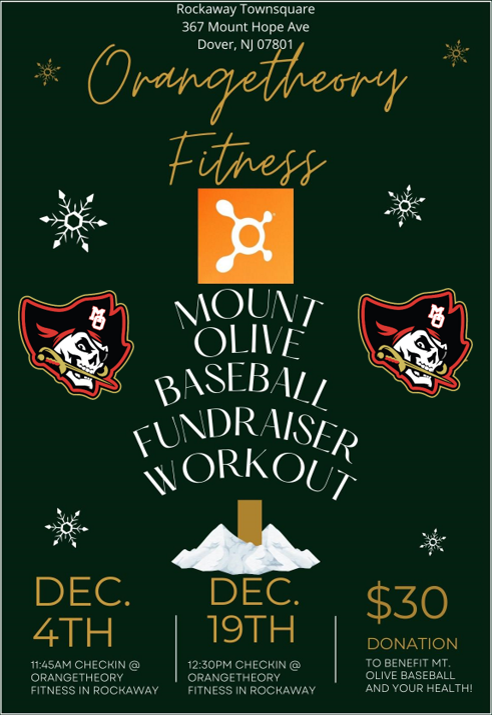 Rockaway Townsquare
367 Mount Hope Ave
Dover, NJ 07801
Orangetheory
Fitness
MOUNT
OLIVE
BASEBALL
FUNDRAISER
WORKOUT
MO
MO
DEC.
4TH
11:45AM CHECKIN @
ORANGETHEORY
FITNESS IN ROCKAWAY
DEC.
19TH
12:30PM CHECKIN @
ORANGETHEORY
FITNESS IN ROCKAWAY
$30
DONATION
TO BENEFIT MT.
OLIVE BASEBALL
AND YOUR HEALTH!